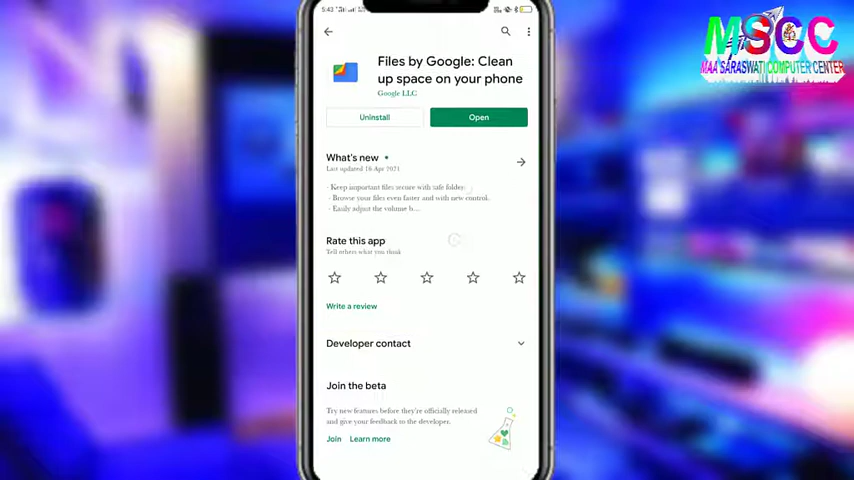 5:43
MSCC
MAA SARASWATI COMPUTER CENTER
Files by Google: Clean
up space on your phone
Google LLC
Uninstall
Open
What's new
Last updated 16 Apr 2021
- Keep important files secure with safe folder.
- Browse your files even faster and with new control.
- Easily adjust the volume b...
Rate this app
Tell others what you think
Write a review
Developer contact
Join the beta
Try new features before they're officially released
and give your feedback to the developer.
Join Learn more